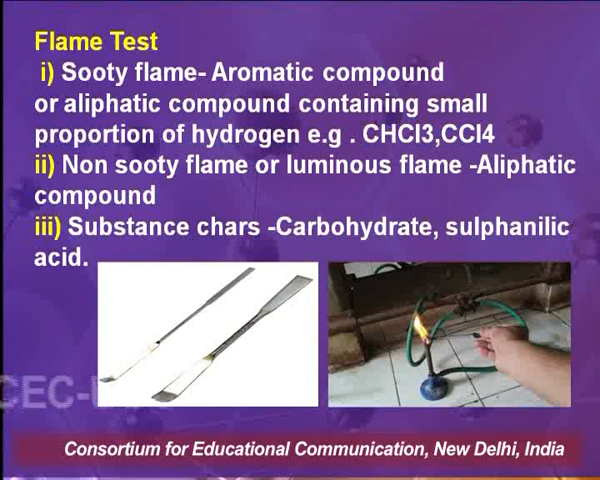 Flame Test
i) Sooty flame- Aromatic compound
or aliphatic compound containing small
proportion of hydrogen e.g . CHCl3,CCl4
ii) Non sooty flame or luminous flame -Aliphatic
compound
iii) Substance chars -Carbohydrate, sulphanilic
acid.
CEC-U
Consortium for Educational Communication, New Delhi, India